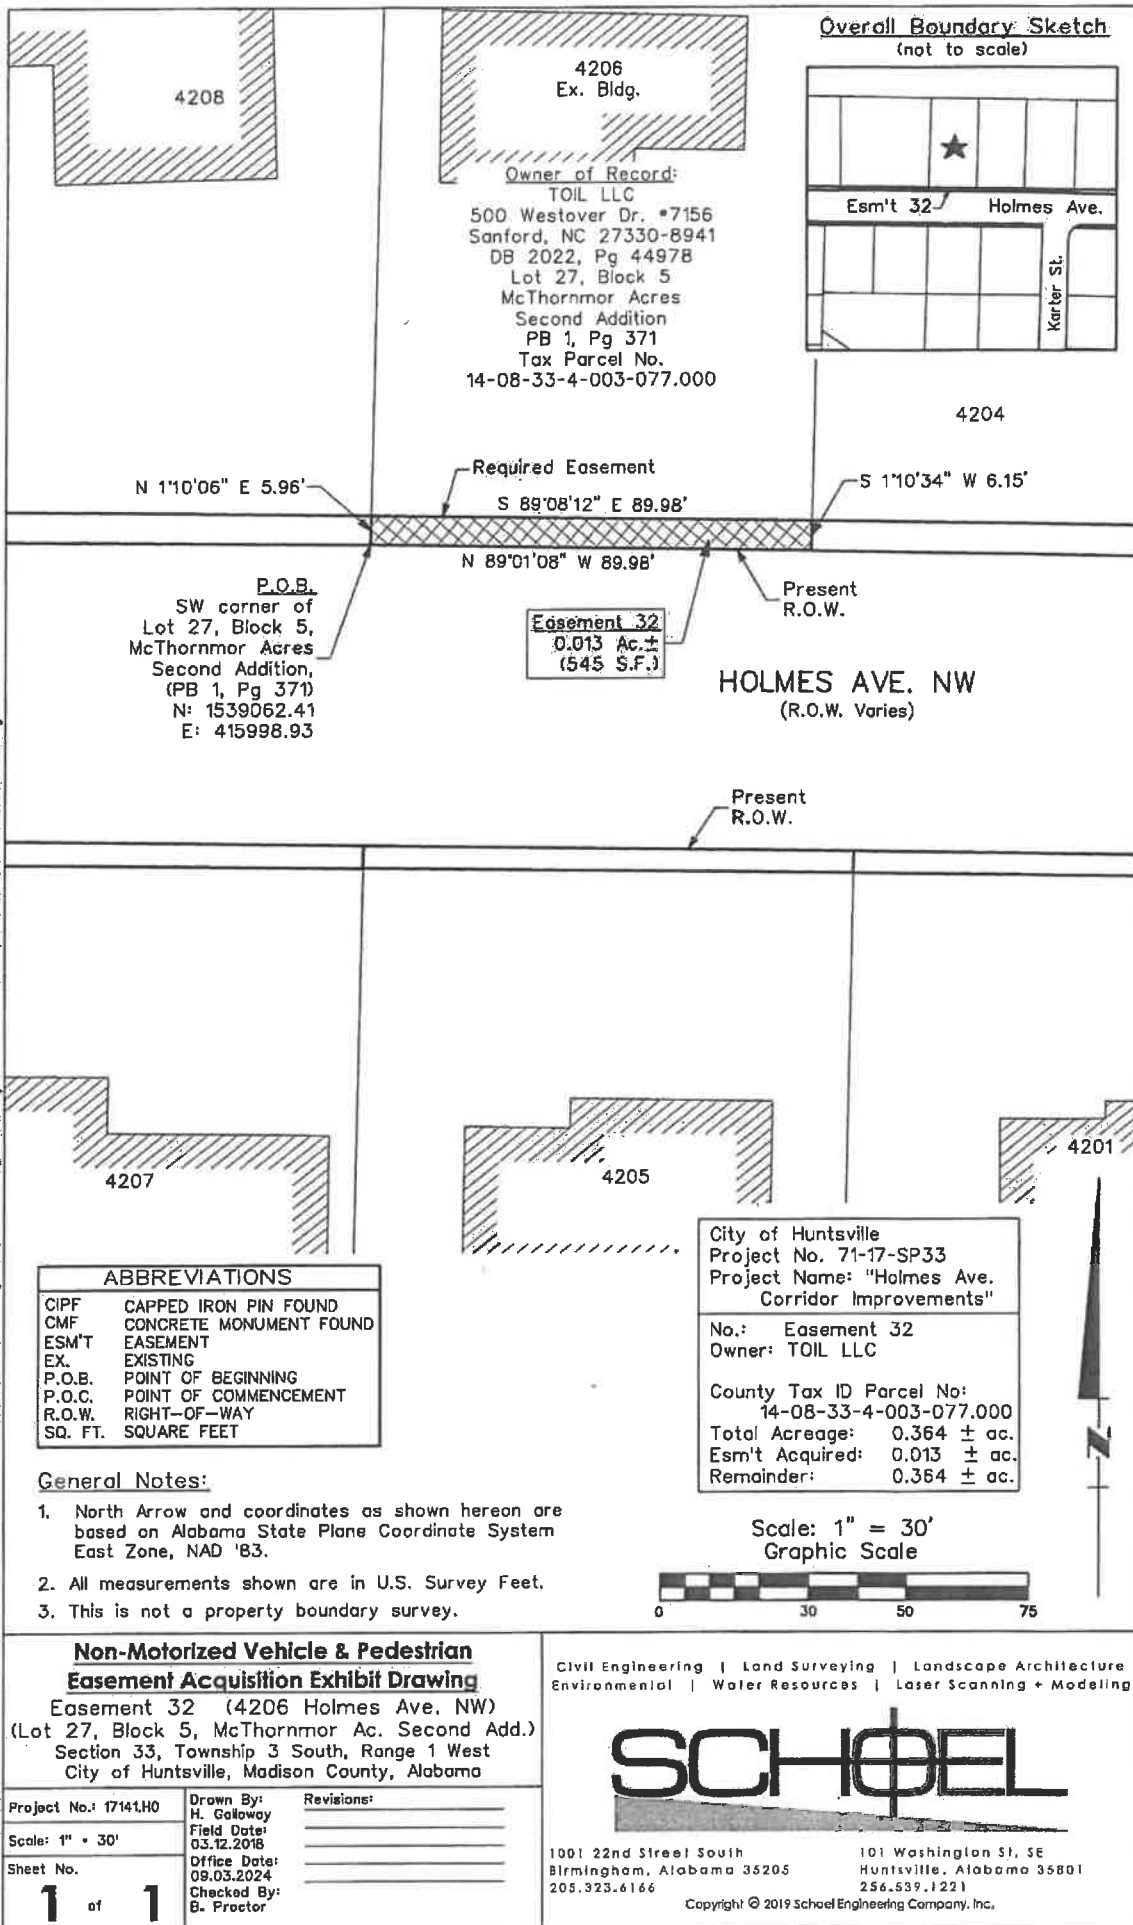 Overall Boundary Sketch
(not to scale)
Esm't 32
Holmes Ave.
Karter St.
4208
4206
Ex. Bldg.
Owner of Record:
TOIL LLC
500 Westover Dr. #7156
Sanford, NC 27330-8941
DB 2022, Pg 44978
Lot 27, Block 5
McThornmor Acres
Second Addition
PB 1, Pg 371
Tax Parcel No.
14-08-33-4-003-077.000
4204
Required Easement
N 1°10'06" E 5.96'
S 89°08'12" E 89.98'
S 1°10'34" W 6.15'
N 89°01'08" W 89.98'
P.O.B.
SW corner of
Lot 27, Block 5,
McThornmor Acres
Second Addition,
(PB 1, Pg 371)
N: 1539062.41
E: 415998.93
Easement 32
0.013 Ac.±
(545 S.F.)
Present
R.O.W.
HOLMES AVE. NW
(R.O.W. Varies)
Present
R.O.W.
4207
4205
4201
ABBREVIATIONS
CIPF CAPPED IRON PIN FOUND
CMF CONCRETE MONUMENT FOUND
ESM'T EASEMENT
EX. EXISTING
P.O.B. POINT OF BEGINNING
P.O.C. POINT OF COMMENCEMENT
R.O.W. RIGHT-OF-WAY
SQ. FT. SQUARE FEET
City of Huntsville
Project No. 71-17-SP33
Project Name: "Holmes Ave.
Corridor Improvements"
No.: Easement 32
Owner: TOIL LLC
County Tax ID Parcel No:
14-08-33-4-003-077.000
Total Acreage: 0.364 ± ac.
Esm't Acquired: 0.013 ± ac.
Remainder: 0.364 ± ac.
N
General Notes:
1. North Arrow and coordinates as shown hereon are
based on Alabama State Plane Coordinate System
East Zone, NAD '83.
2. All measurements shown are in U.S. Survey Feet.
3. This is not a property boundary survey.
Scale: 1" = 30'
Graphic Scale
0 30 50 75
Non-Motorized Vehicle & Pedestrian
Easement Acquisition Exhibit Drawing
Easement 32 (4206 Holmes Ave. NW)
(Lot 27, Block 5, McThornmor Ac. Second Add.)
Section 33, Township 3 South, Range 1 West
City of Huntsville, Madison County, Alabama
Project No.: 17141.H0
Scale: 1" = 30'
Sheet No.
1 of 1
Drawn By:
H. Galloway
Field Date:
03.12.2018
Office Date:
09.03.2024
Checked By:
B. Proctor
Revisions:
Civil Engineering | Land Surveying | Landscape Architecture
Environmental | Water Resources | Laser Scanning + Modeling
SCHOEL
1001 22nd Street South
Birmingham, Alabama 35205
205.323.6166
101 Washington St, SE
Huntsville, Alabama 35801
256.539.1221
Copyright © 2019 Schoel Engineering Company, Inc.